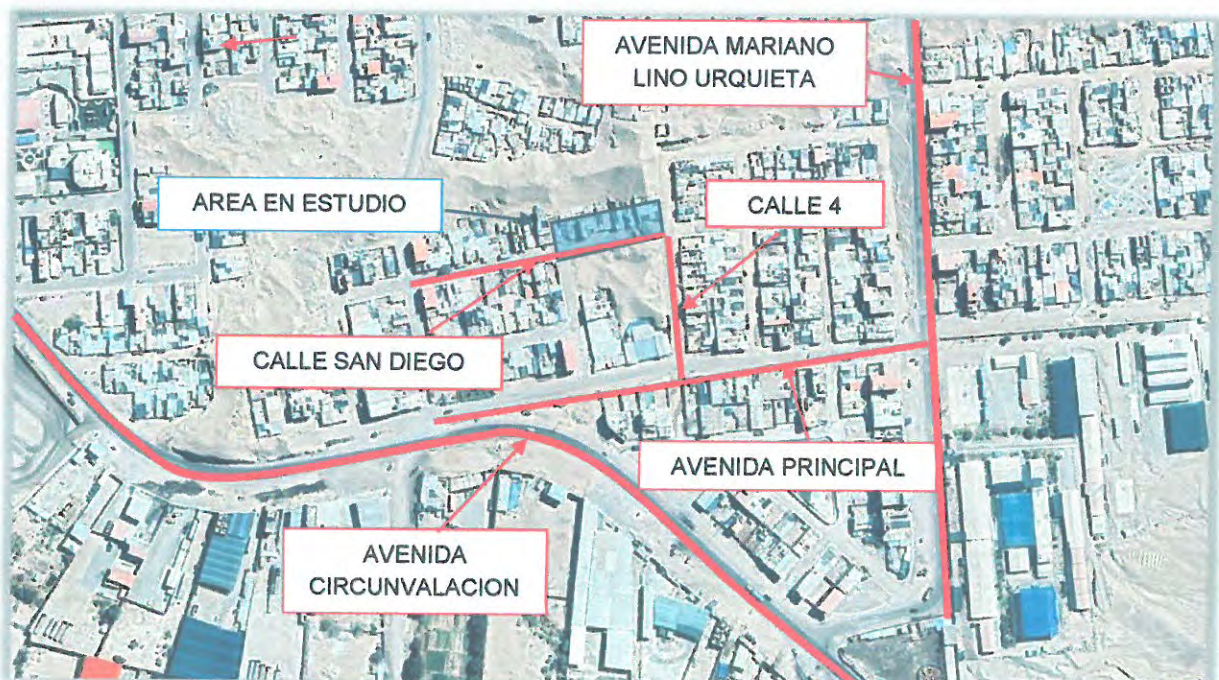 AVENIDA MARIANO
LINO URQUIETA
AREA EN ESTUDIO
CALLE 4
CALLE SAN DIEGO
AVENIDA PRINCIPAL
AVENIDA
CIRCUNVALACION